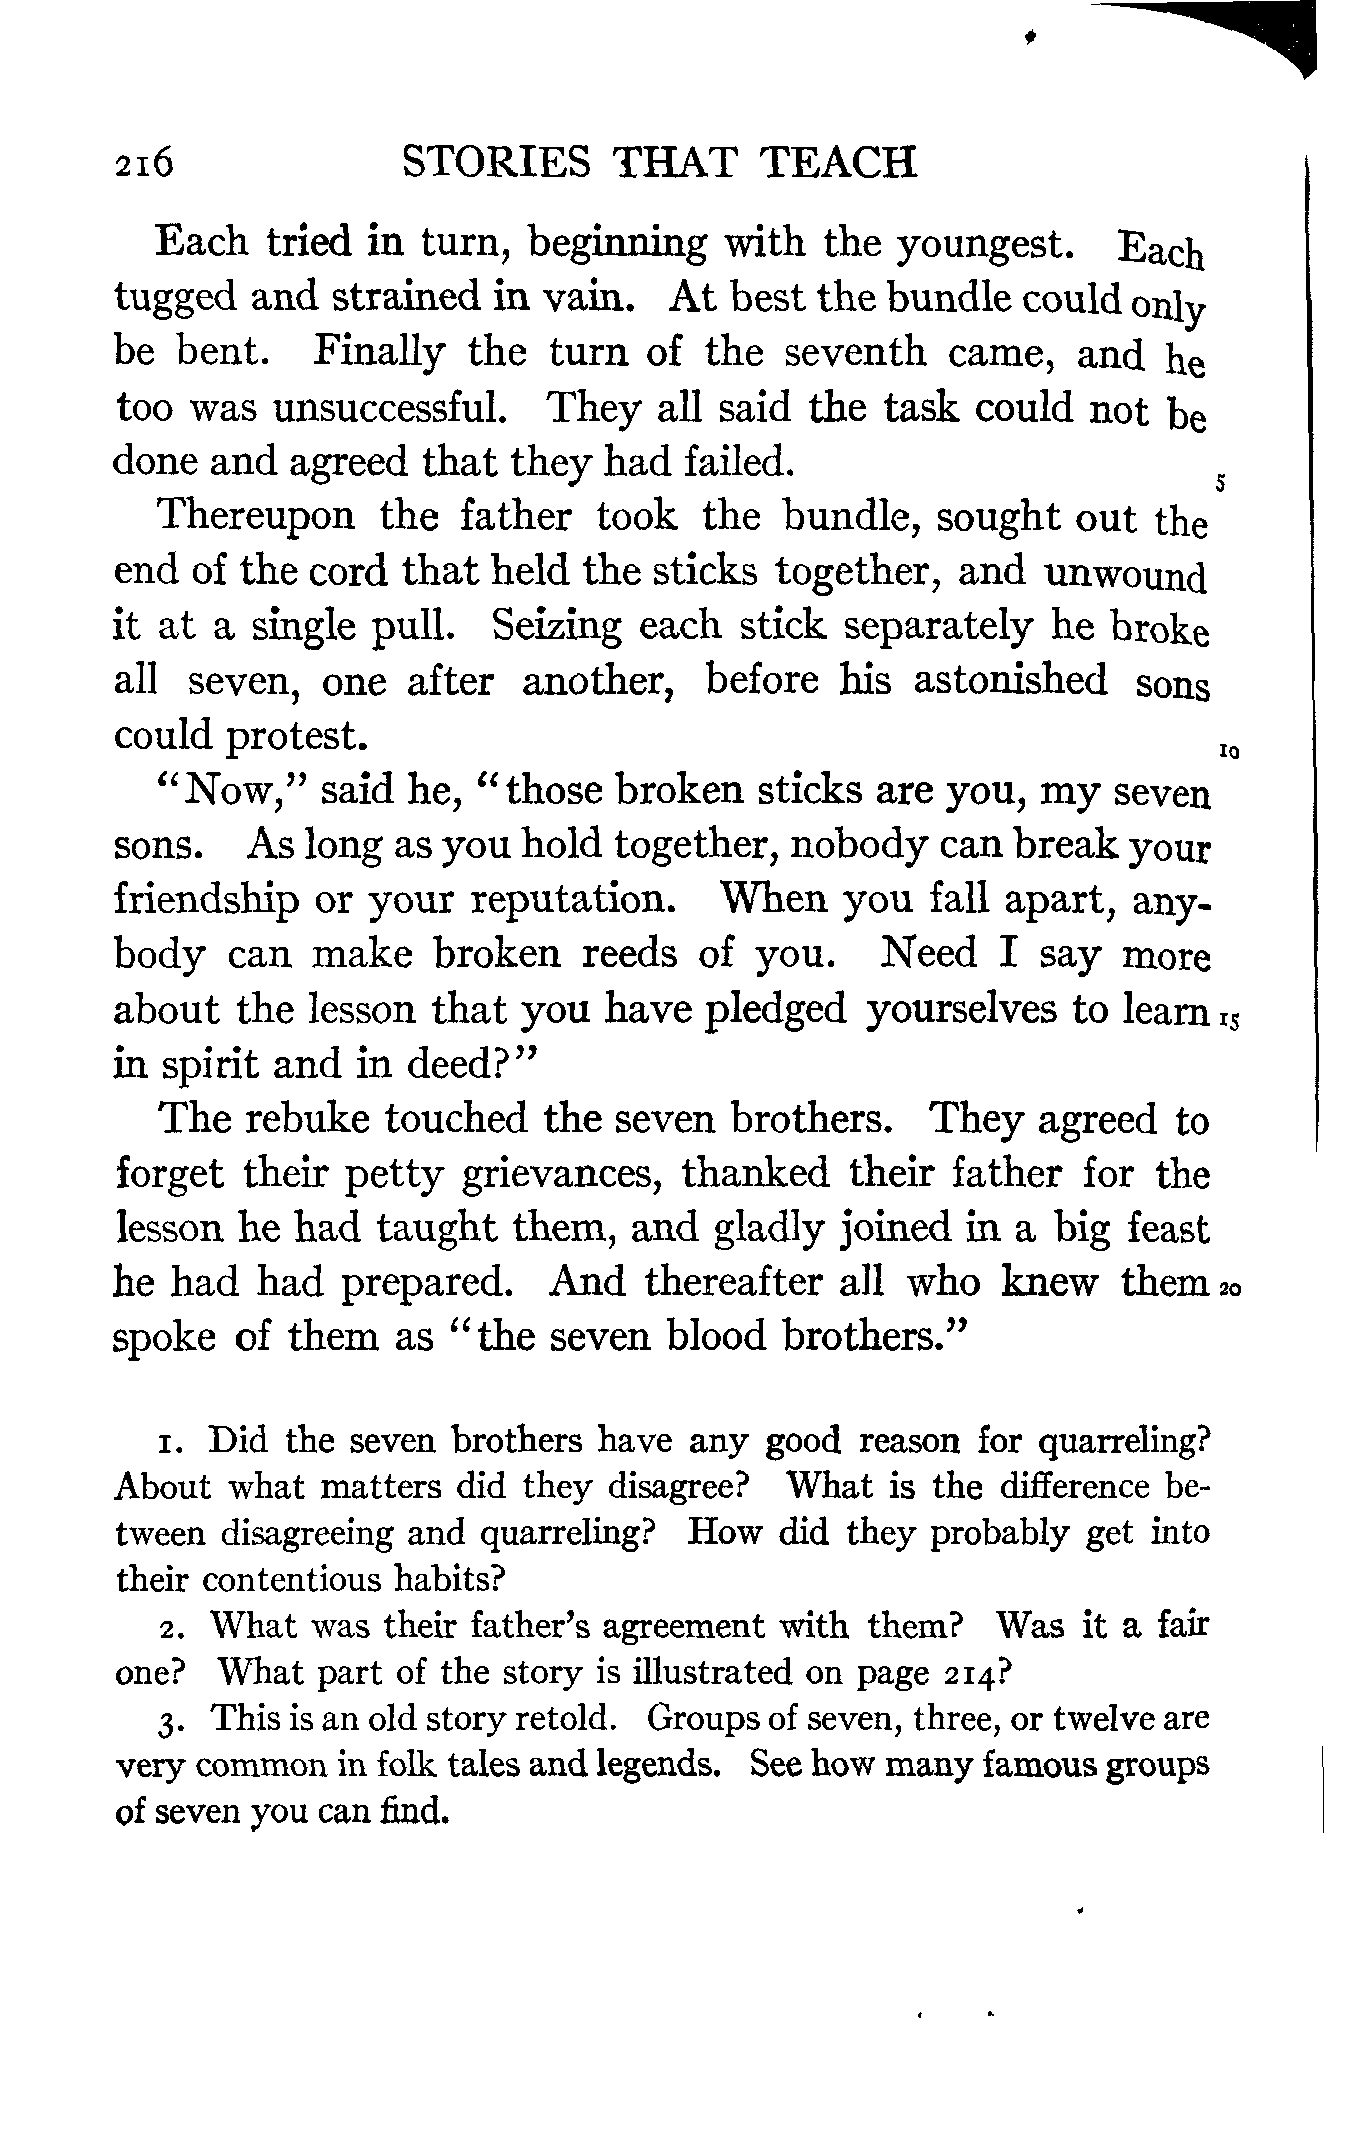 216 STORIES THAT TEACH
Each tried in turn, beginning with the youngest. Each
tugged and strained in vain. At best the bundle could only
be bent. Finally the turn of the seventh came, and he
too was unsuccessful. They all said the task could not be
done and agreed that they had failed. 5
Thereupon the father took the bundle, sought out the
end of the cord that held the sticks together, and unwound
it at a single pull. Seizing each stick separately he broke
all seven, one after another, before his astonished sons
could protest. 10
"Now," said he, "those broken sticks are you, my seven
sons. As long as you hold together, nobody can break your
friendship or your reputation. When you fall apart, any-
body can make broken reeds of you. Need I say more
about the lesson that you have pledged yourselves to learn 15
in spirit and in deed?"
The rebuke touched the seven brothers. They agreed to
forget their petty grievances, thanked their father for the
lesson he had taught them, and gladly joined in a big feast
he had had prepared. And thereafter all who knew them 20
spoke of them as "the seven blood brothers."
1. Did the seven brothers have any good reason for quarreling?
About what matters did they disagree? What is the difference be-
tween disagreeing and quarreling? How did they probably get into
their contentious habits?
2. What was their father's agreement with them? Was it a fair
one? What part of the story is illustrated on page 214?
3. This is an old story retold. Groups of seven, three, or twelve are
very common in folk tales and legends. See how many famous groups
of seven you can find.